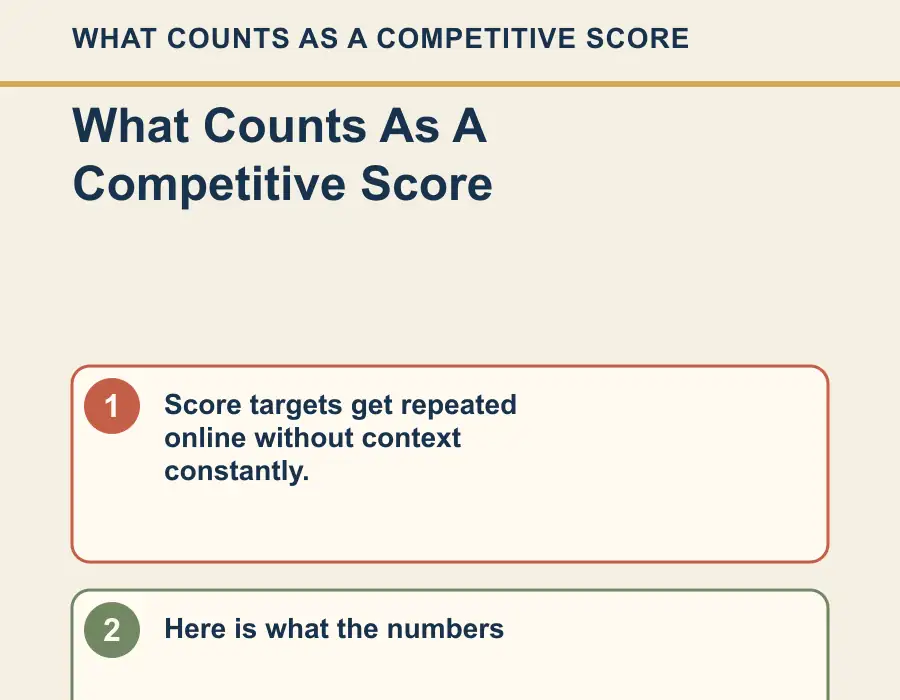 WHAT COUNTS AS A COMPETITIVE SCORE
What Counts As A
Competitive Score
1
Score targets get repeated
online without context
constantly.
2
Here is what the numbers